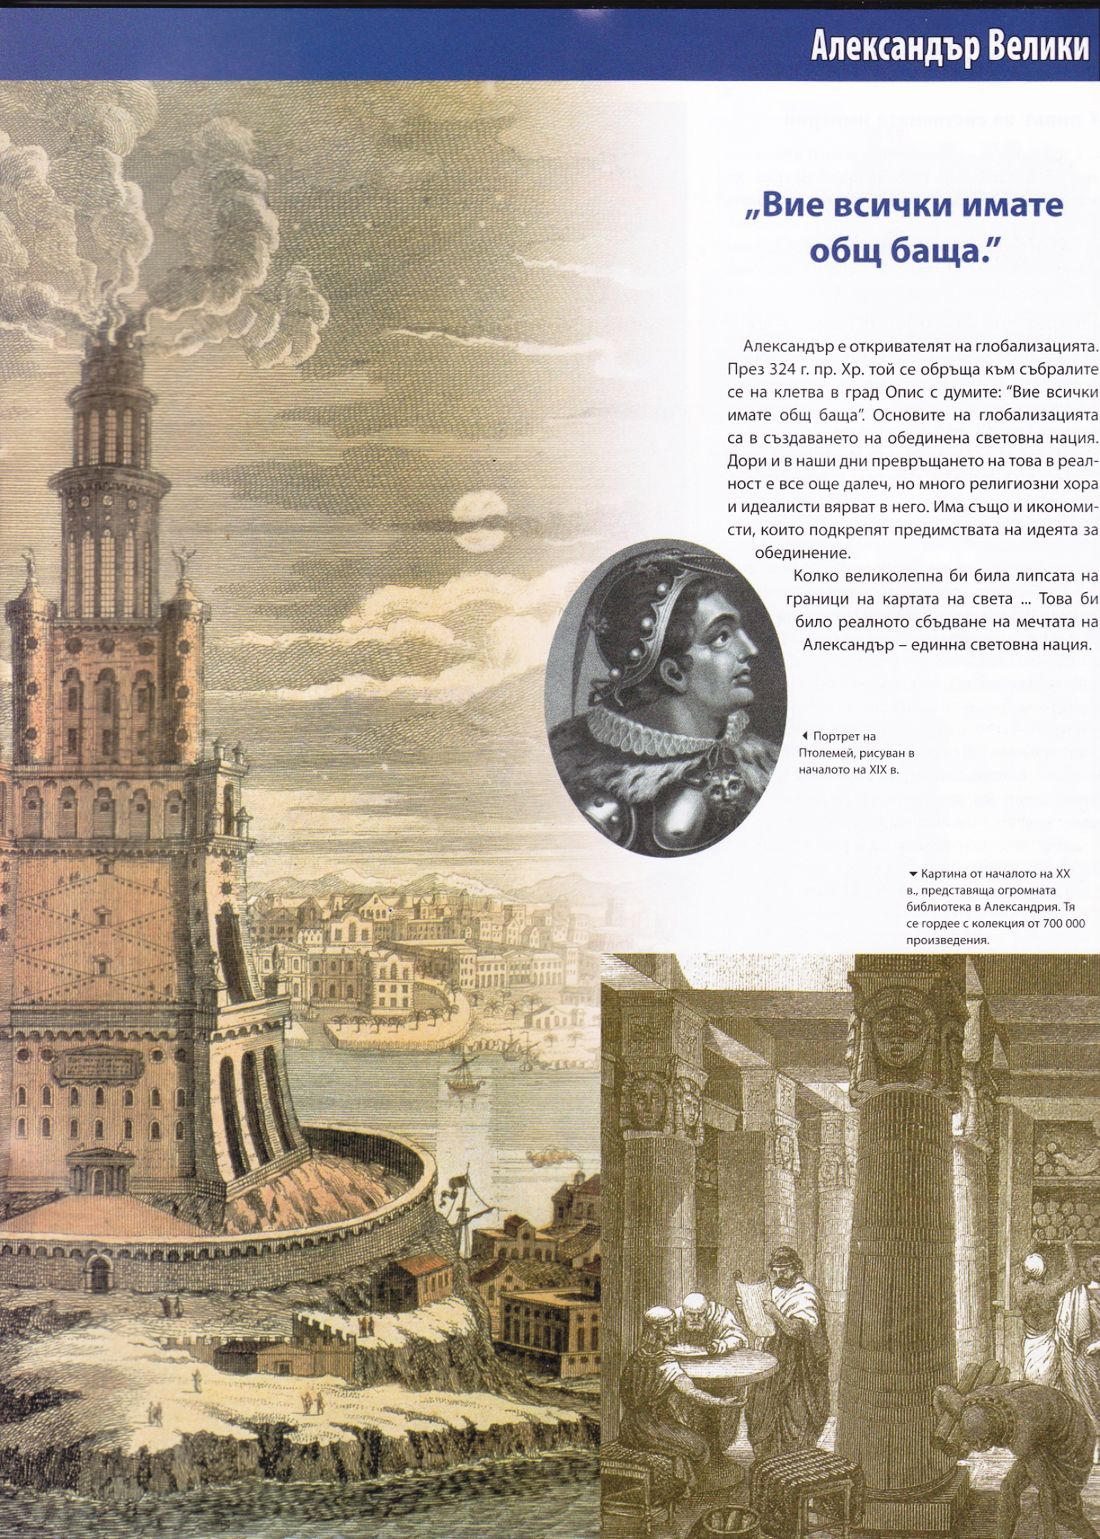 Александър Велики
„Вие всички имате
общ баща.”
Александър е откривателят на глобализацията.
През 324 г. пр. Хр. той се обръща към събралите
се на клетва в град Опис с думите: “Вие всички
имате общ баща”. Основите на глобализацията
са в създаването на обединена световна нация.
Дори и в наши дни превръщането на това в реал-
ност е все още далеч, но много религиозни хора
и идеалисти вярват в него. Има също и икономи-
сти, които подкрепят предимствата на идеята за
обединение.
Колко великолепна би била липсата на
граници на картата на света ... Това би
било реалното сбъдване на мечтата на
Александър – единна световна нация.
Портрет на
Птолемей, рисуван в
началото на XIX в.
Картина от началото на XX
в., представяща огромната
библиотека в Александрия. Тя
се гордее с колекция от 700 000
произведения.